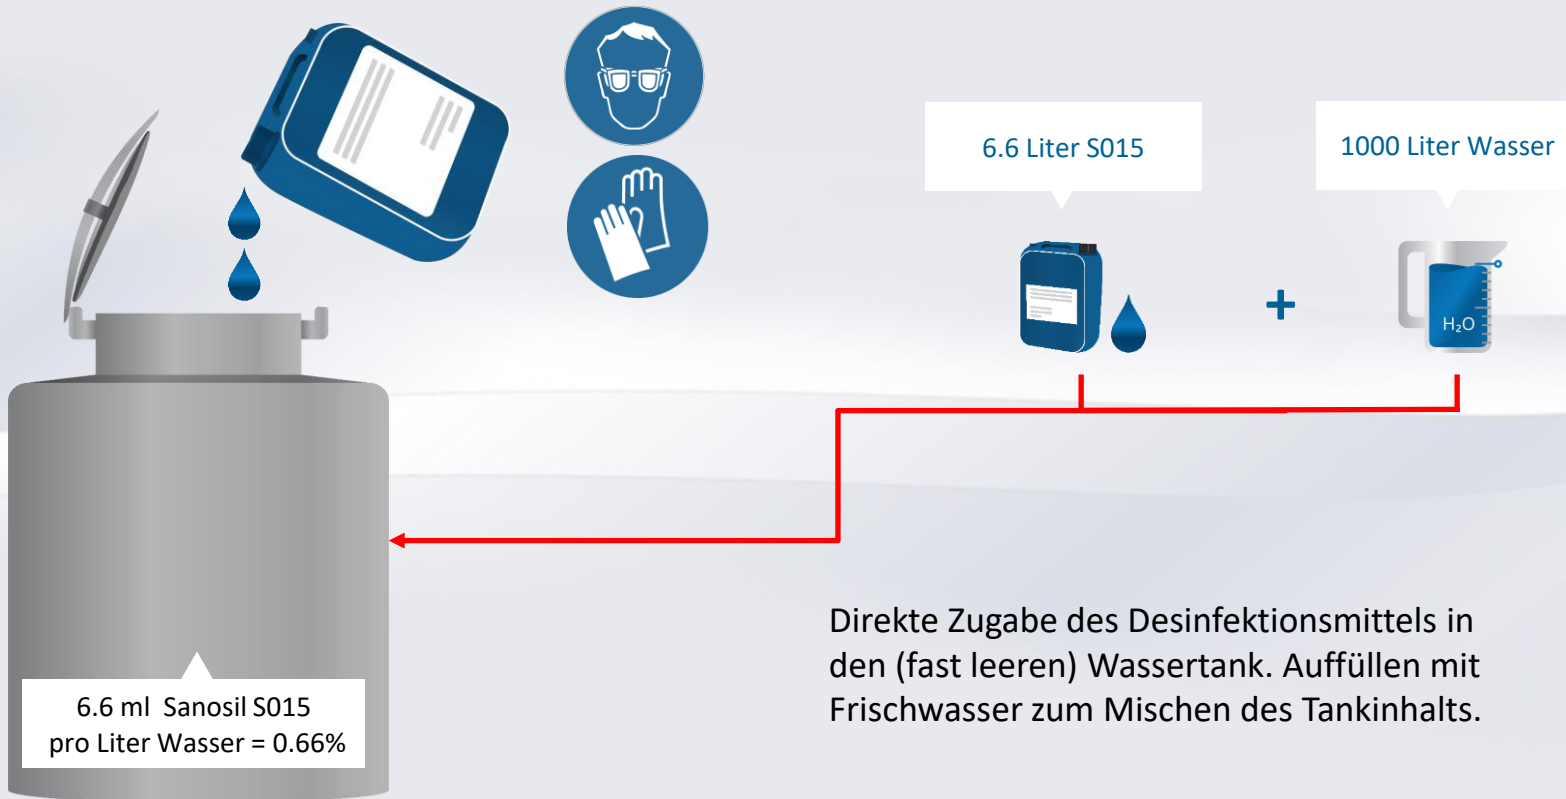 6.6 Liter S015
1000 Liter Wasser
H₂O
Direkte Zugabe des Desinfektionsmittels in
den (fast leeren) Wassertank. Auffüllen mit
Frischwasser zum Mischen des Tankinhalts.
6.6 ml  Sanosil S015
pro Liter Wasser = 0.66%